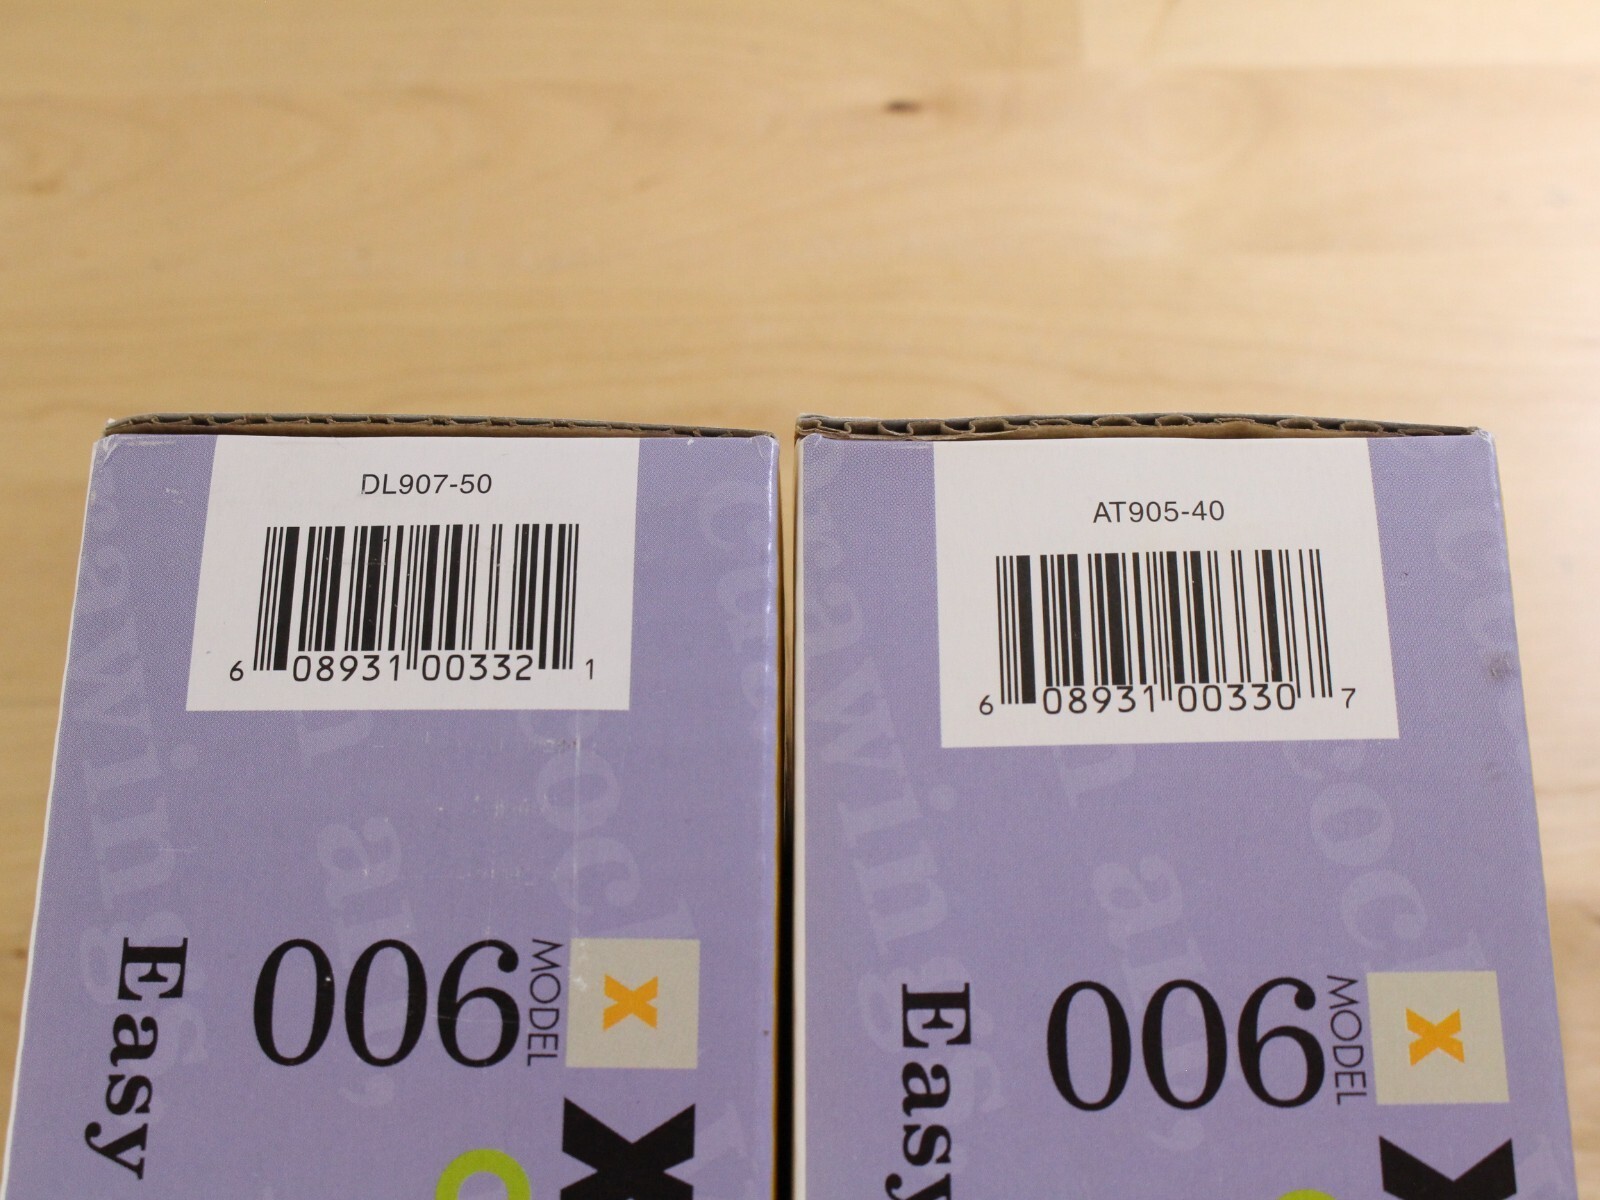 DL907-50
6 08931 00332 1
MODEL
900
Easy
X
AT905-40
6 08931 00330 7
MODEL
900
Easy
X